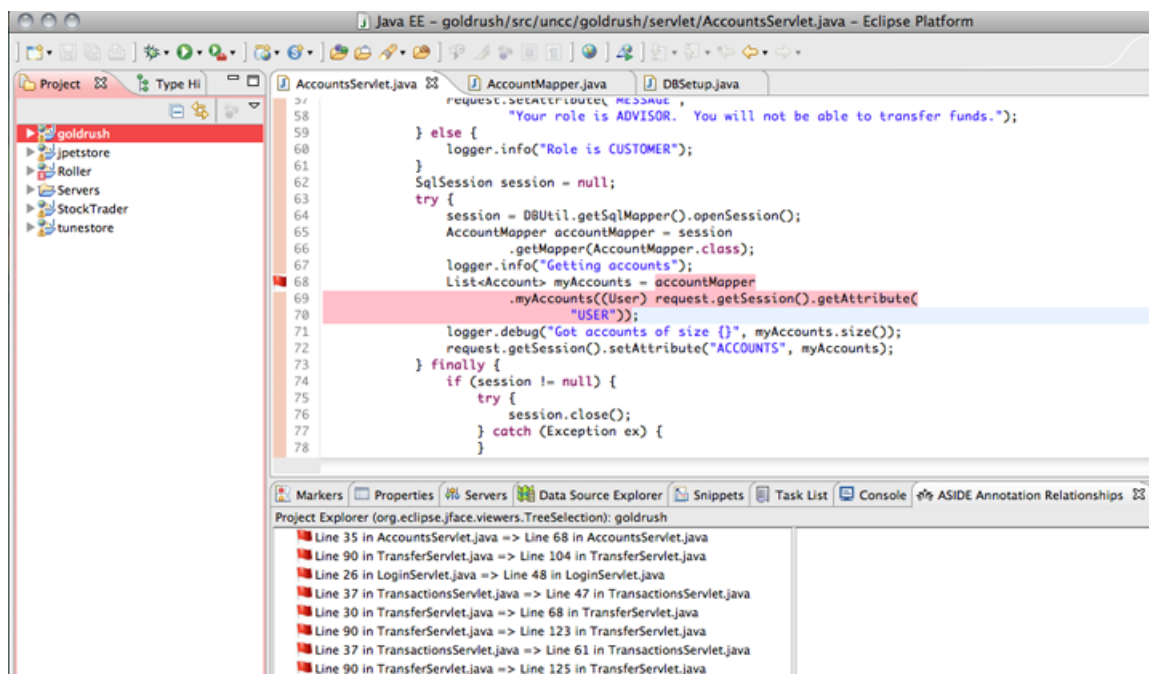 Java EE – goldrush/src/uncc/goldrush/servlet/AccountsServlet.java – Eclipse Platform
Project
Type Hi
AccountsServlet.java
AccountMapper.java
DBSetup.java
goldrush
jpetstore
Roller
Servers
StockTrader
tunestore
57 request.setAttribute("MESSAGE",
58 "Your role is ADVISOR.  You will not be able to transfer funds.");
59 } else {
60 logger.info("Role is CUSTOMER");
61 }
62 SqlSession session = null;
63 try {
64 session = DBUtil.getSqlMapper().openSession();
65 AccountMapper accountMapper = session
66 .getMapper(AccountMapper.class);
67 logger.info("Getting accounts");
68 List<Account> myAccounts = accountMapper
69 .myAccounts((User) request.getSession().getAttribute(
70 "USER"));
71 logger.debug("Got accounts of size {}", myAccounts.size());
72 request.getSession().setAttribute("ACCOUNTS", myAccounts);
73 } finally {
74 if (session != null) {
75 try {
76 session.close();
77 } catch (Exception ex) {
78 }
Markers
Properties
Servers
Data Source Explorer
Snippets
Task List
Console
ASIDE Annotation Relationships
Project Explorer (org.eclipse.jface.viewers.TreeSelection): goldrush
Line 35 in AccountsServlet.java => Line 68 in AccountsServlet.java
Line 90 in TransferServlet.java => Line 104 in TransferServlet.java
Line 26 in LoginServlet.java => Line 48 in LoginServlet.java
Line 37 in TransactionsServlet.java => Line 47 in TransactionsServlet.java
Line 30 in TransferServlet.java => Line 68 in TransferServlet.java
Line 90 in TransferServlet.java => Line 123 in TransferServlet.java
Line 37 in TransactionsServlet.java => Line 61 in TransactionsServlet.java
Line 90 in TransferServlet.java => Line 125 in TransferServlet.java